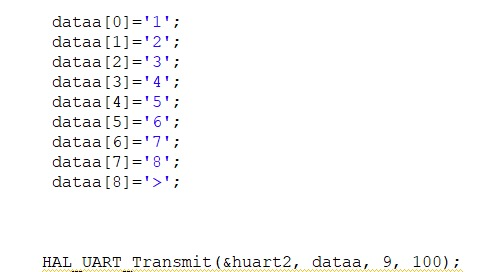 dataa[0]='1';
dataa[1]='2';
dataa[2]='3';
dataa[3]='4';
dataa[4]='5';
dataa[5]='6';
dataa[6]='7';
dataa[7]='8';
dataa[8]='>';
HAL_UART_Transmit(&huart2, dataa, 9, 100);